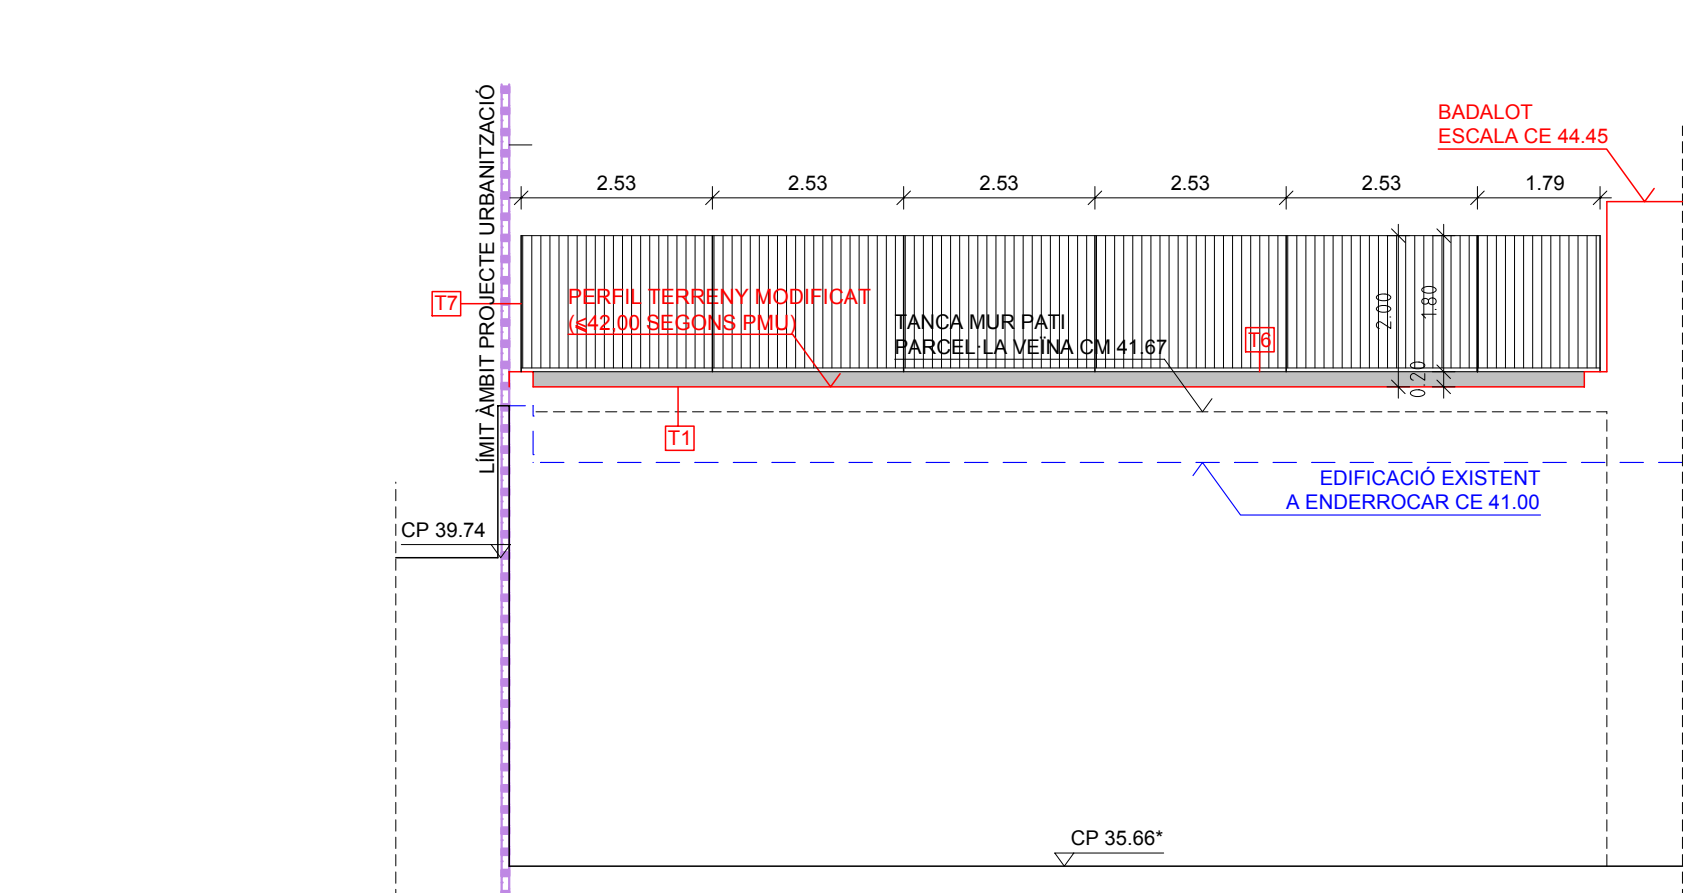 LÍMIT ÀMBIT PROJECTE URBANITZACIÓ
BADALOT
ESCALA CE 44.45
2.53
2.53
2.53
2.53
2.53
1.79
T7
PERFIL TERRENY MODIFICAT
(≤42,00 SEGONS PMU)
TANCA MUR PATI
PARCEL·LA VEÏNA CM 41.67
T6
2.00
1.80
0.20
T1
EDIFICACIÓ EXISTENT
A ENDERROCAR CE 41.00
CP 39.74
CP 35.66*